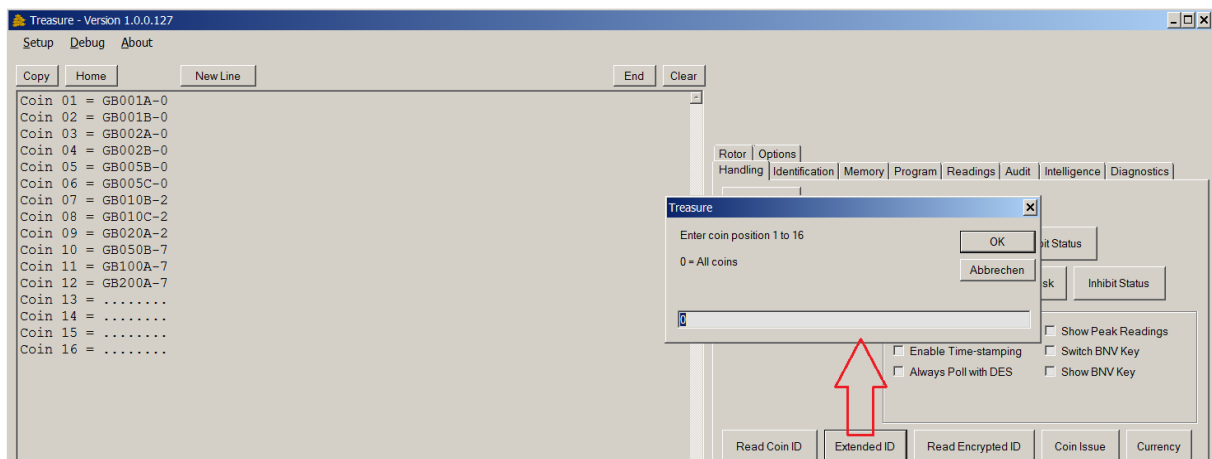 Treasure - Version 1.0.0.127
Setup Debug About
Copy Home New Line End Clear
Coin 01 = GB001A-0
Coin 02 = GB001B-0
Coin 03 = GB002A-0
Coin 04 = GB002B-0
Coin 05 = GB005B-0
Coin 06 = GB005C-0
Coin 07 = GB010B-2
Coin 08 = GB010C-2
Coin 09 = GB020A-2
Coin 10 = GB050B-7
Coin 11 = GB100A-7
Coin 12 = GB200A-7
Coin 13 = ........
Coin 14 = ........
Coin 15 = ........
Coin 16 = ........
Rotor Options
Handling Identification Memory Program Readings Audit Intelligence Diagnostics
Treasure
Enter coin position 1 to 16
0 = All coins
OK
Abbrechen
0
Status
Inhibit Status
Show Peak Readings
Enable Time-stamping Switch BNV Key
Always Poll with DES Show BNV Key
Read Coin ID Extended ID Read Encrypted ID Coin Issue Currency